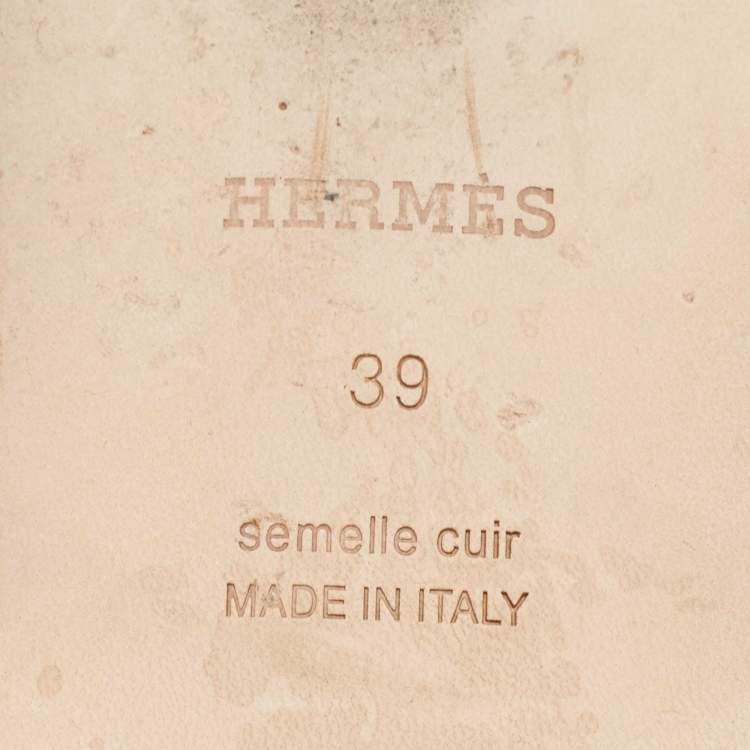 HERMÈS
39
semelle cuir
MADE IN ITALY